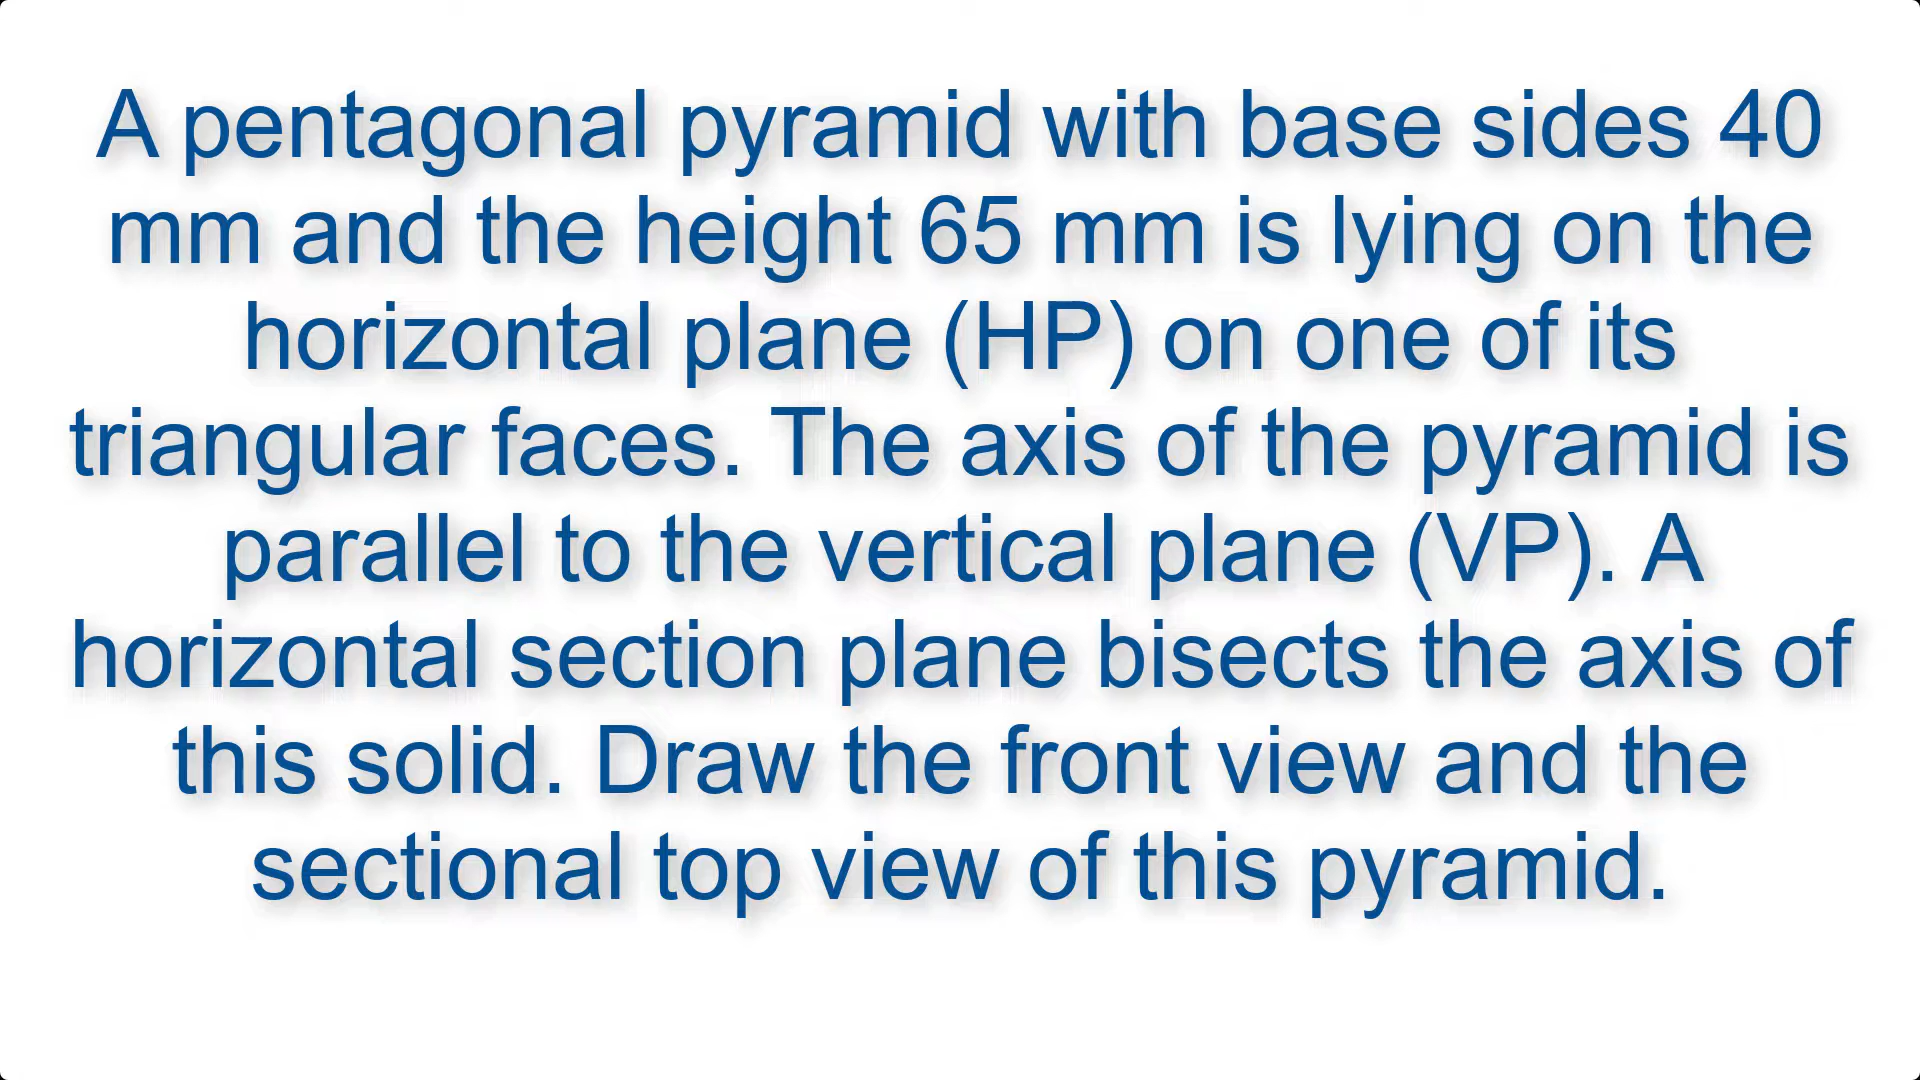 A pentagonal pyramid with base sides 40
mm and the height 65 mm is lying on the
horizontal plane (HP) on one of its
triangular faces. The axis of the pyramid is
parallel to the vertical plane (VP). A
horizontal section plane bisects the axis of
this solid. Draw the front view and the
sectional top view of this pyramid.